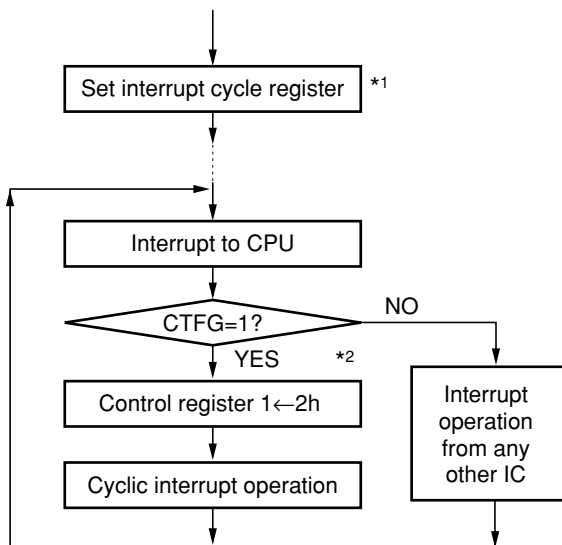 Set interrupt cycle register *1
Interrupt to CPU
CTFG=1?
NO
YES
*2
Control register 1←2h
Interrupt
operation
from any
other IC
Cyclic interrupt operation